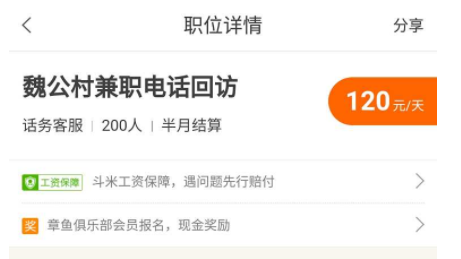 职位详情 分享
魏公村兼职电话回访
120元/天
话务客服 | 200人 | 半月结算
工资保障 斗米工资保障，遇问题先行赔付
奖 章鱼俱乐部会员报名，现金奖励